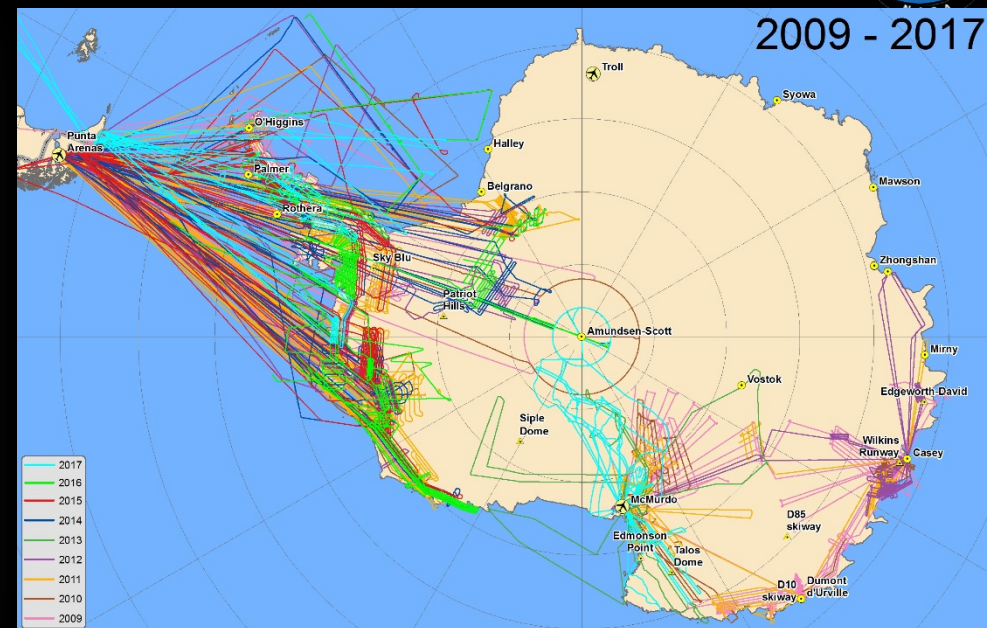 2009 - 2017
Troll
Syowa
O'Higgins
Punta
Arenas
Halley
Palmer
Belgrano
Mawson
Rothera
Sky Blu
Zhongshan
Patriot
Hills
Amundsen-Scott
Mirny
Vostok
Edgeworth-David
Siple
Dome
Wilkins
Runway
Casey
McMurdo
D85
skiway
Edmonson
Point
Talos
Dome
D10
skiway
Dumont
d'Urville
2017
2016
2015
2014
2013
2012
2011
2010
2009